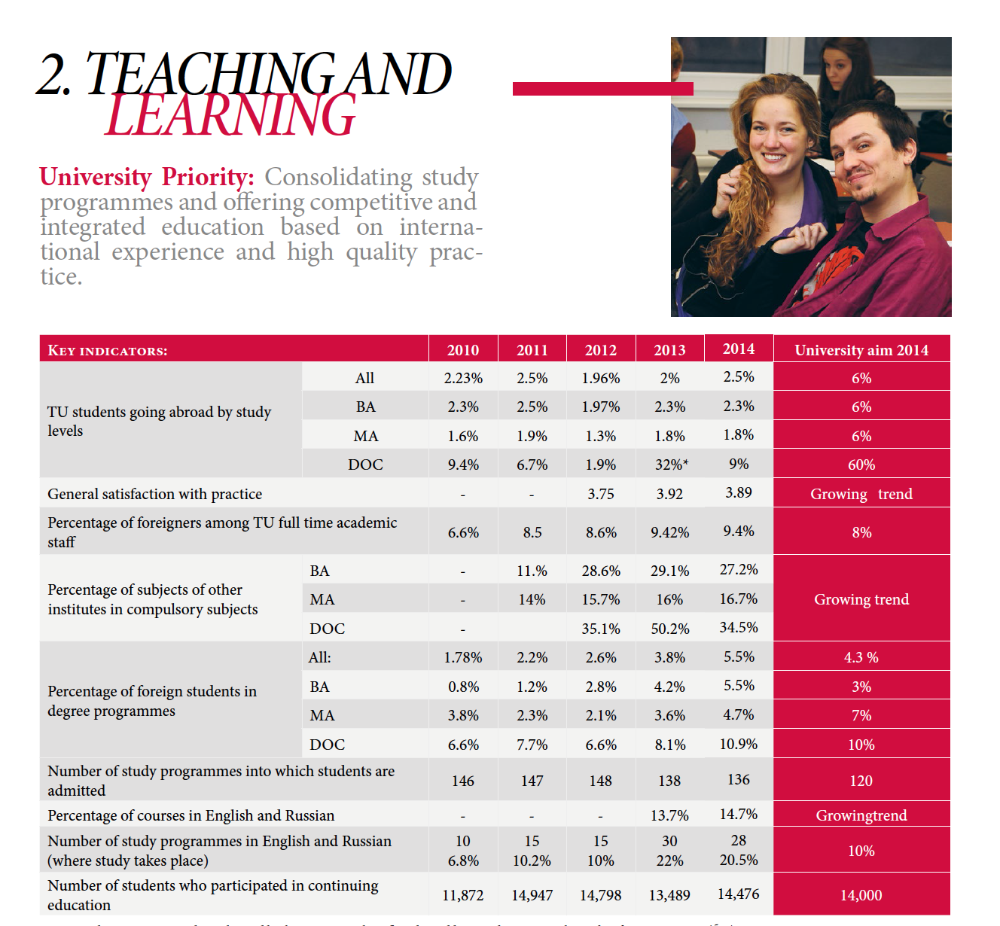 2. TEACHING AND
LEARNING
University Priority: Consolidating study
programmes and offering competitive and
integrated education based on interna-
tional experience and high quality prac-
tice.
KEY INDICATORS: 2010 2011 2012 2013 2014 University aim 2014
TU students going abroad by study
levels
All 2.23% 2.5% 1.96% 2% 2.5% 6%
BA 2.3% 2.5% 1.97% 2.3% 2.3% 6%
MA 1.6% 1.9% 1.3% 1.8% 1.8% 6%
DOC 9.4% 6.7% 1.9% 32%* 9% 60%
General satisfaction with practice - - 3.75 3.92 3.89 Growing trend
Percentage of foreigners among TU full time academic
staff
6.6% 8.5 8.6% 9.42% 9.4% 8%
Percentage of subjects of other
institutes in compulsory subjects
BA - 11.% 28.6% 29.1% 27.2%
MA - 14% 15.7% 16% 16.7% Growing trend
DOC - 35.1% 50.2% 34.5%
Percentage of foreign students in
degree programmes
All: 1.78% 2.2% 2.6% 3.8% 5.5% 4.3 %
BA 0.8% 1.2% 2.8% 4.2% 5.5% 3%
MA 3.8% 2.3% 2.1% 3.6% 4.7% 7%
DOC 6.6% 7.7% 6.6% 8.1% 10.9% 10%
Number of study programmes into which students are
admitted
146 147 148 138 136 120
Percentage of courses in English and Russian - - - 13.7% 14.7% Growingtrend
Number of study programmes in English and Russian 10 15 15 30 28
(where study takes place) 6.8% 10.2% 10% 22% 20.5% 10%
Number of students who participated in continuing
education
11,872 14,947 14,798 13,489 14,476 14,000